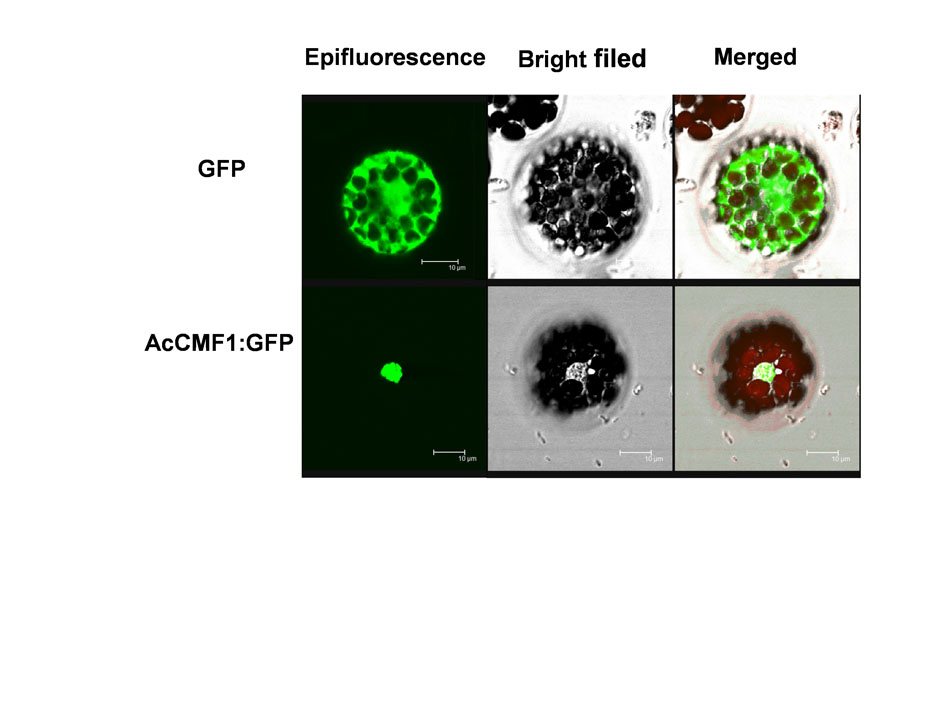 Epifluorescence Bright filed Merged
GFP
10 µm
AcCMF1:GFP
10 µm 10 µm 10 µm